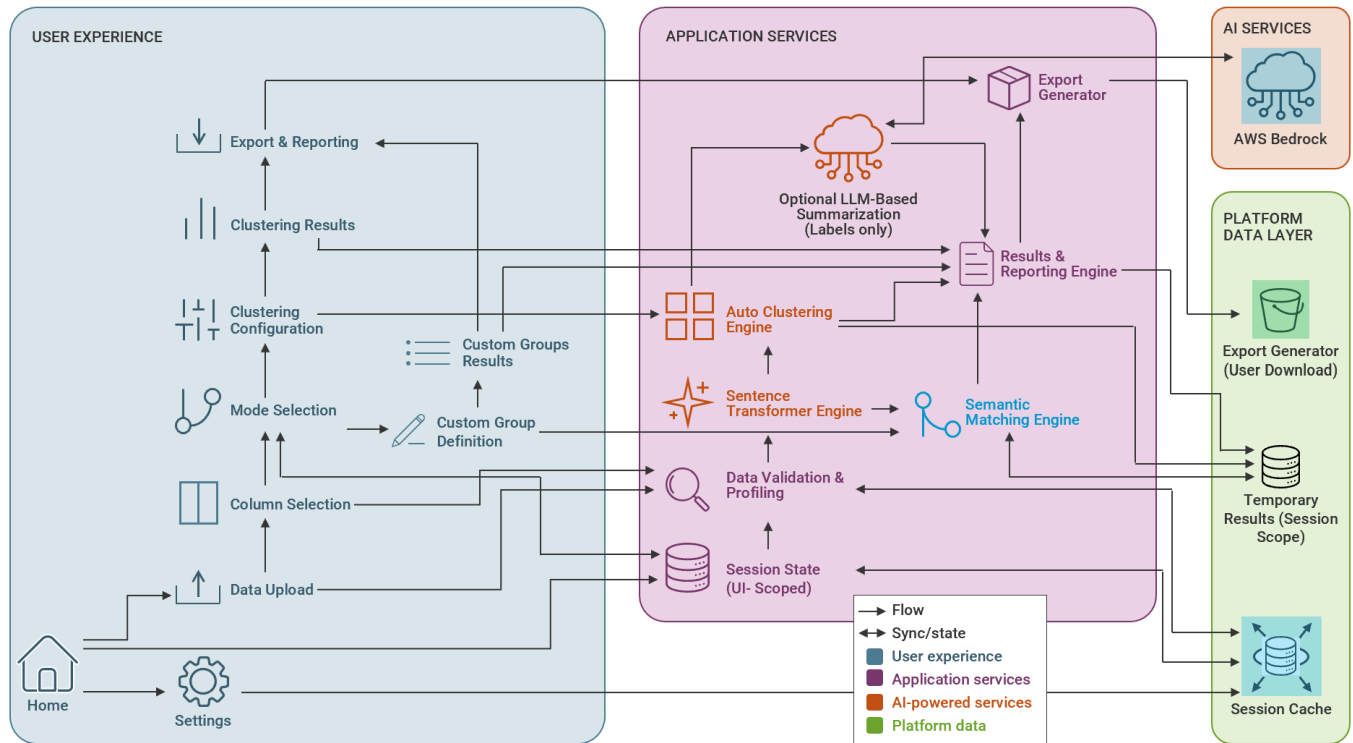 USER EXPERIENCE
Export & Reporting
Clustering Results
Clustering
Configuration
Custom Groups
Results
Mode Selection
Custom Group
Definition
Column Selection
Data Upload
Home
Settings
APPLICATION SERVICES
Export
Generator
Optional LLM-Based
Summarization
(Labels only)
Results &
Reporting Engine
Auto Clustering
Engine
Sentence
Transformer Engine
Semantic
Matching Engine
Data Validation &
Profiling
Session State
(UI- Scoped)
Flow
Sync/state
User experience
Application services
AI-powered services
Platform data
AI SERVICES
AWS Bedrock
PLATFORM
DATA LAYER
Export Generator
(User Download)
Temporary
Results (Session
Scope)
Session Cache